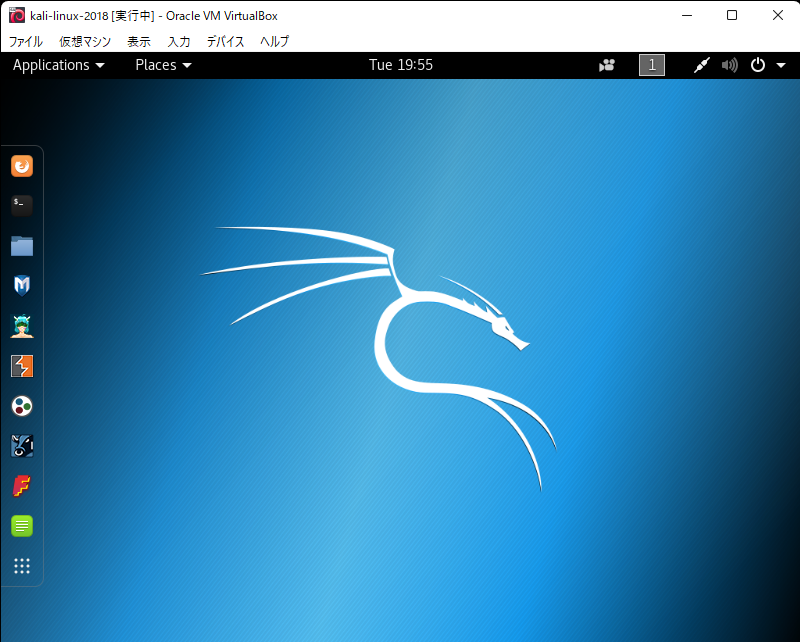 kali-linux-2018 [実行中] - Oracle VM VirtualBox
ファイル 仮想マシン 表示 入力 デバイス ヘルプ
Applications Places Tue 19:55 1
$_